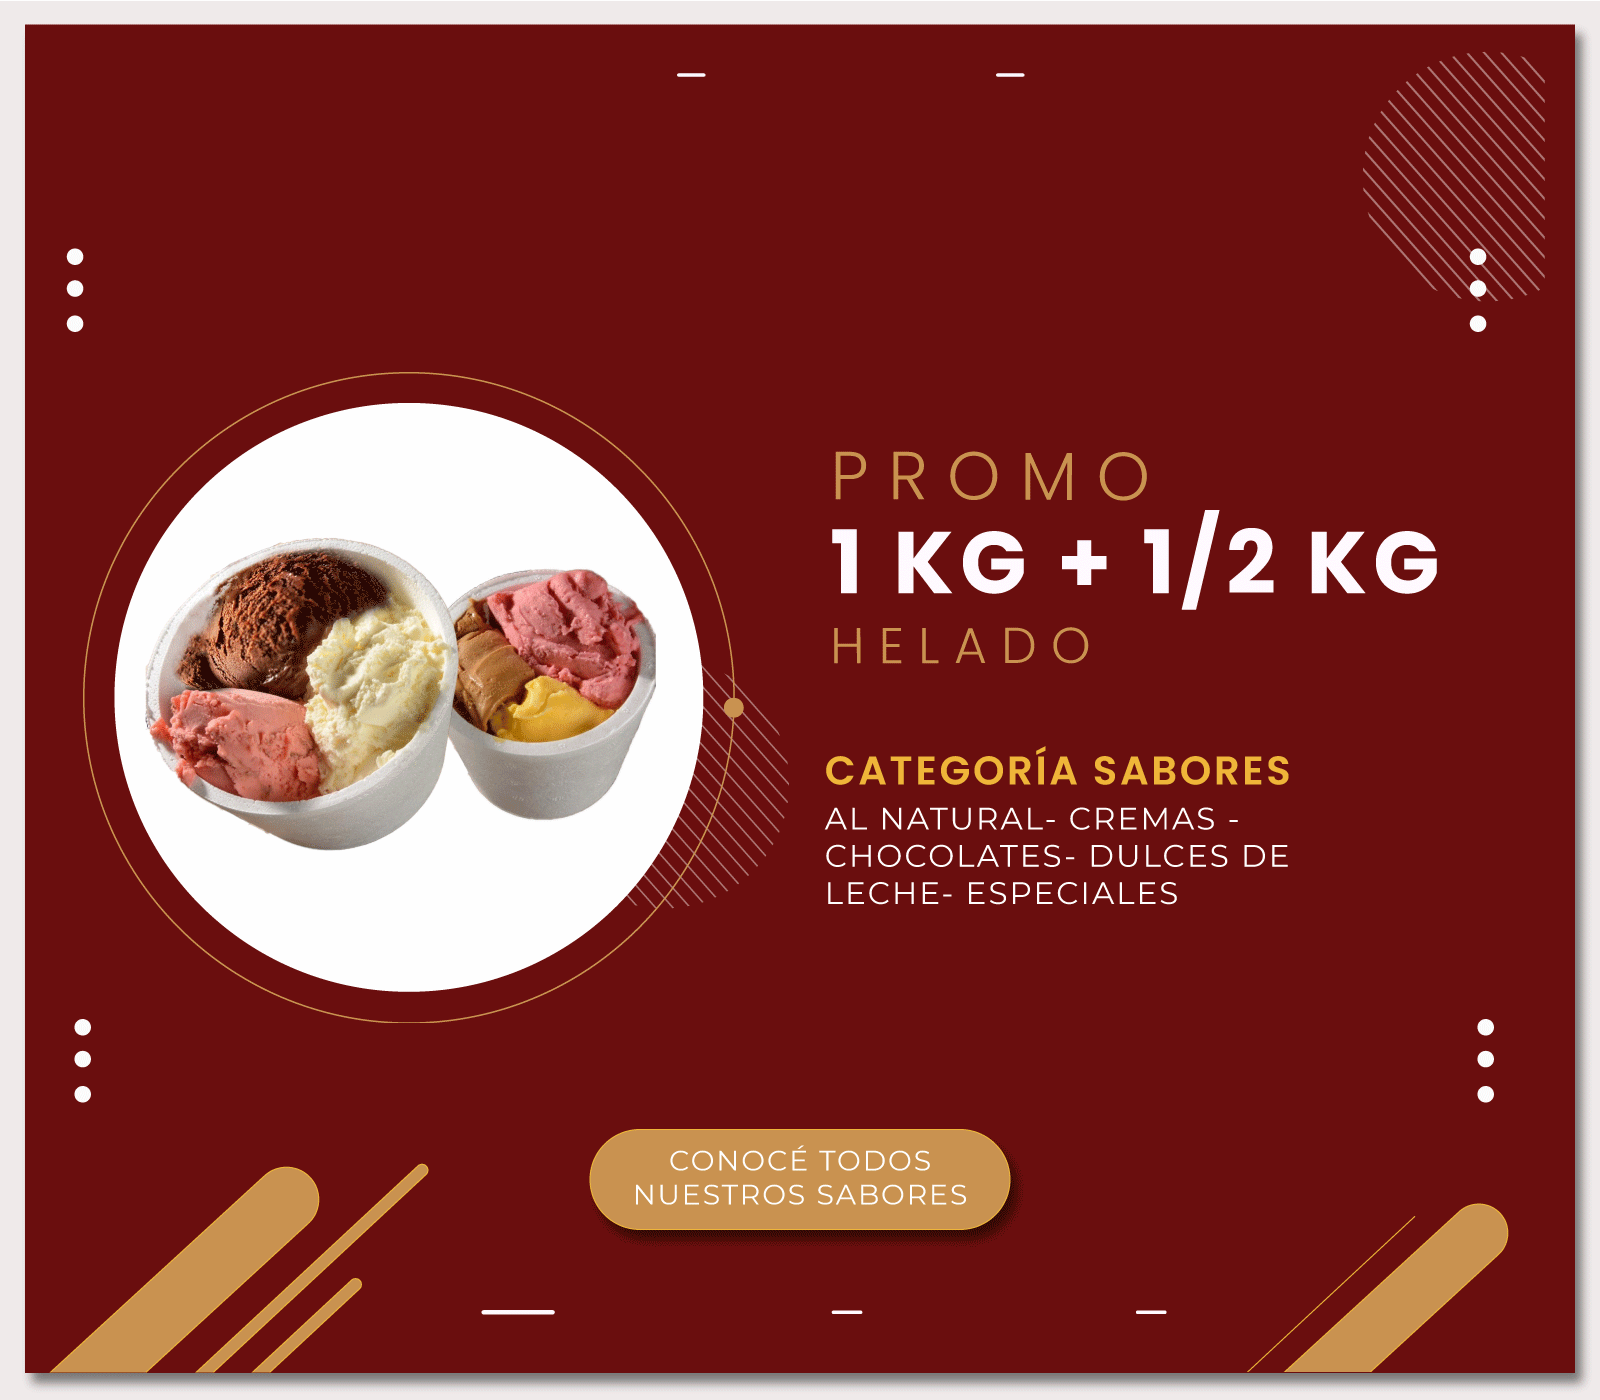 PROMO
1 KG + 1/2 KG
HELADO
CATEGORÍA SABORES
AL NATURAL- CREMAS -
CHOCOLATES- DULCES DE
LECHE- ESPECIALES
CONOCÉ TODOS
NUESTROS SABORES